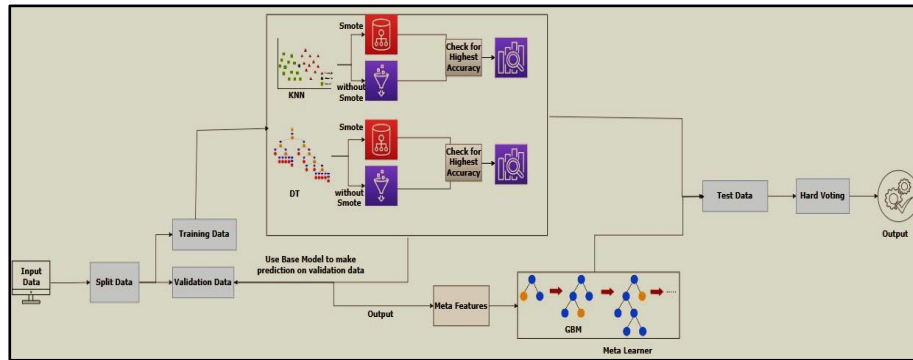 Smote
KNN
without
Smote
Check for
Highest
Accuracy
Smote
DT
without
Smote
Check for
Highest
Accuracy
Training Data
Input
Data
Split Data
Validation Data
Use Base Model to make
prediction on validation data
Output
Meta Features
GBM
Meta Learner
Test Data
Hard Voting
Output